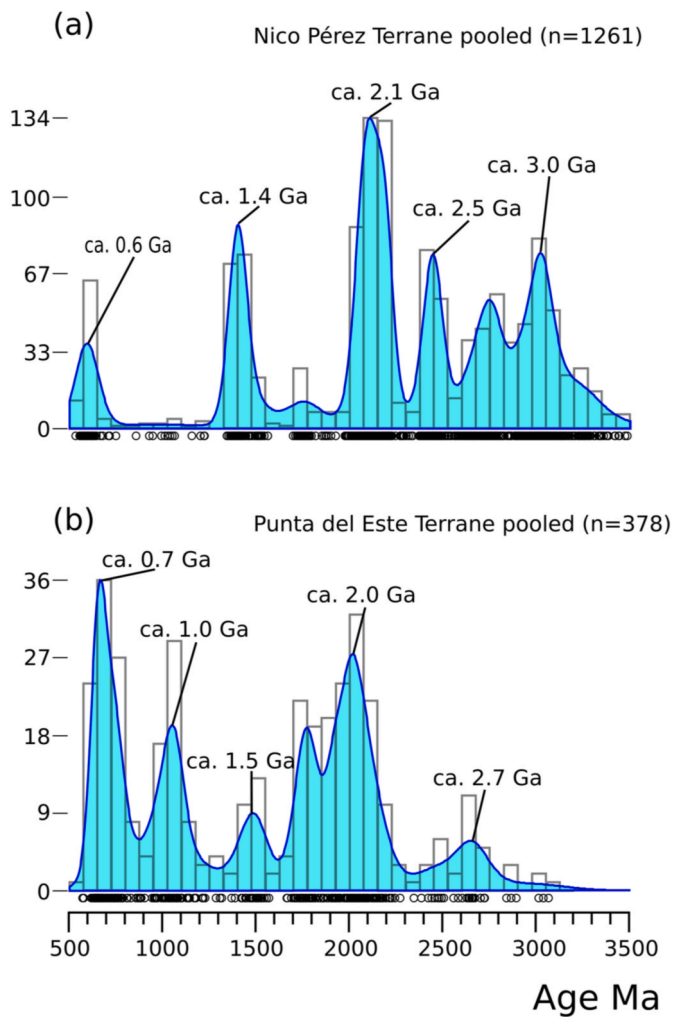 (a)
Nico Pérez Terrane pooled (n=1261)
ca. 2.1 Ga
134
ca. 3.0 Ga
100
ca. 1.4 Ga
ca. 2.5 Ga
ca. 0.6 Ga
67
33
0
(b)
Punta del Este Terrane pooled (n=378)
ca. 0.7 Ga
36
ca. 2.0 Ga
ca. 1.0 Ga
27
18
ca. 1.5 Ga
ca. 2.7 Ga
9
0
500 1000 1500 2000 2500 3000 3500
Age Ma